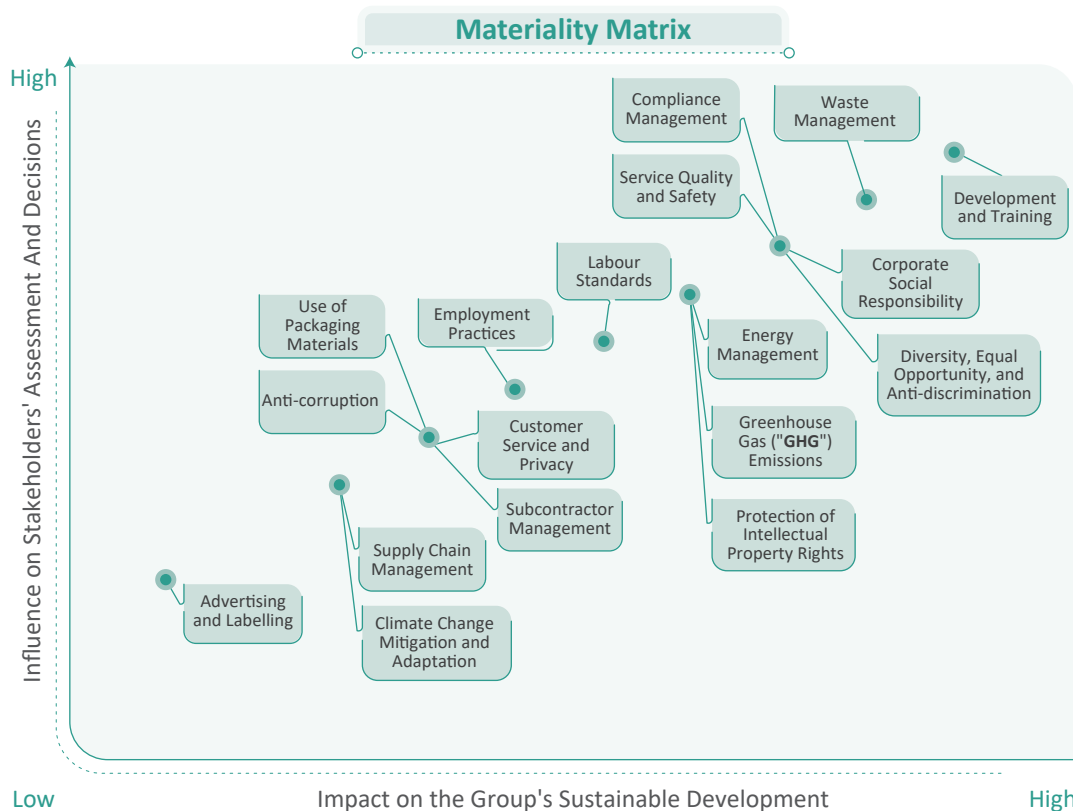 Materiality Matrix
High
Influence on Stakeholders' Assessment And Decisions
Compliance
Management
Waste
Management
Service Quality
and Safety
Development
and Training
Labour
Standards
Corporate
Social
Responsibility
Use of
Packaging
Materials
Employment
Practices
Energy
Management
Diversity, Equal
Opportunity, and
Anti-discrimination
Anti-corruption
Customer
Service and
Privacy
Greenhouse
Gas ("GHG")
Emissions
Subcontractor
Management
Protection of
Intellectual
Property Rights
Supply Chain
Management
Advertising
and Labelling
Climate Change
Mitigation and
Adaptation
Low
Impact on the Group's Sustainable Development
High